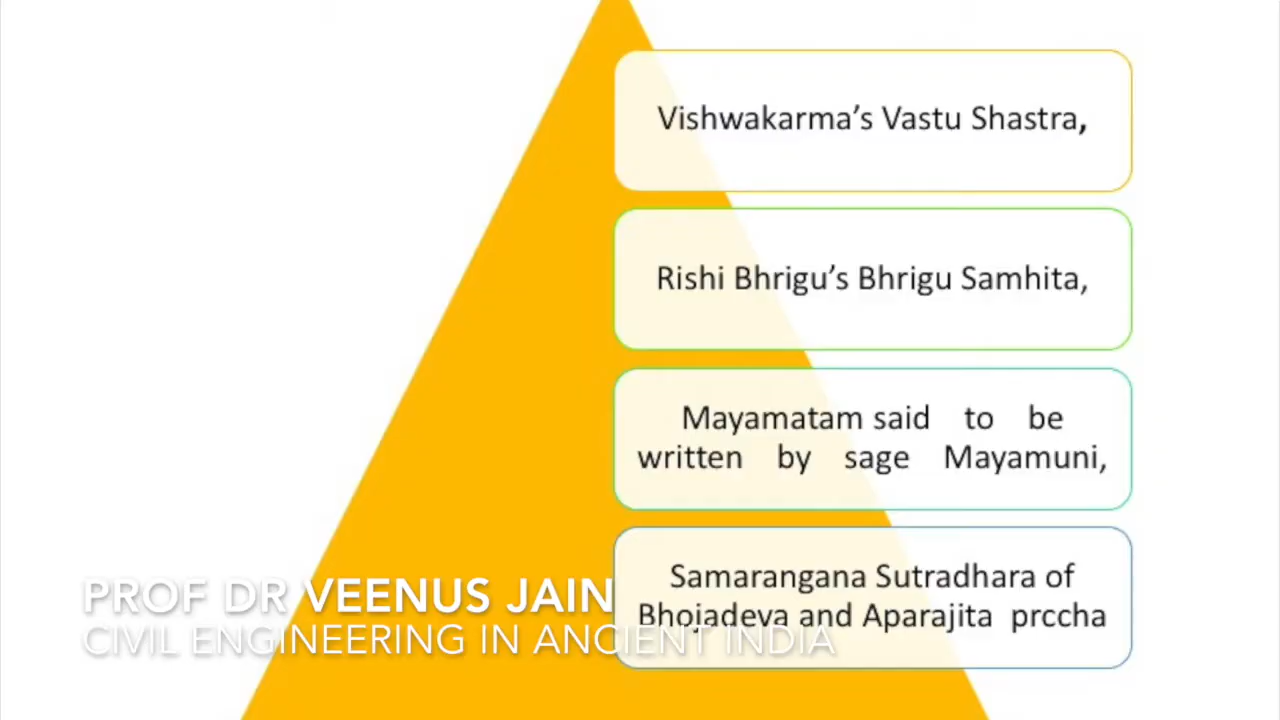 Vishwakarma’s Vastu Shastra,
Rishi Bhrigu’s Bhrigu Samhita,
Mayamatam said to be
written by sage Mayamuni,
Samarangana Sutradhara of
Bhojadeva and Aparajita prccha
PROF DR VEENUS JAIN
CIVIL ENGINEERING IN ANCIENT INDIA